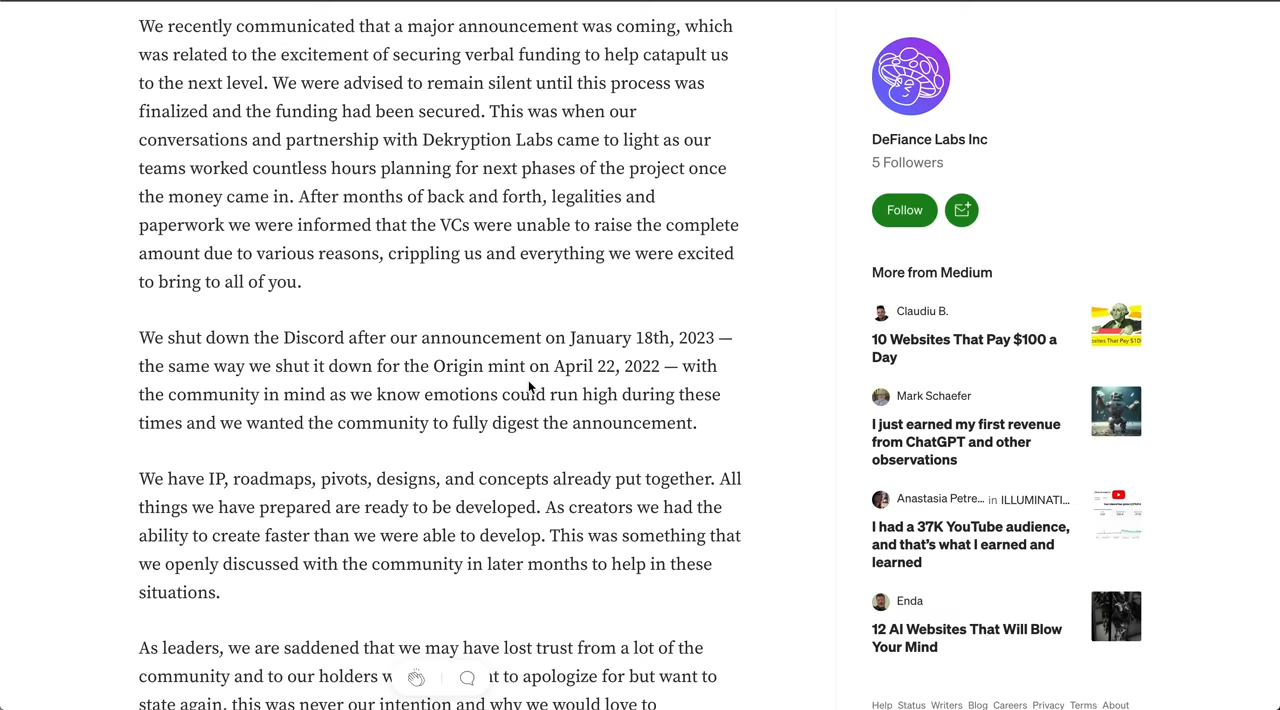 We recently communicated that a major announcement was coming, which
was related to the excitement of securing verbal funding to help catapult us
to the next level. We were advised to remain silent until this process was
finalized and the funding had been secured. This was when our
conversations and partnership with Dekryption Labs came to light as our
teams worked countless hours planning for next phases of the project once
the money came in. After months of back and forth, legalities and
paperwork we were informed that the VCs were unable to raise the complete
amount due to various reasons, crippling us and everything we were excited
to bring to all of you.
We shut down the Discord after our announcement on January 18th, 2023 —
the same way we shut it down for the Origin mint on April 22, 2022 — with
the community in mind as we know emotions could run high during these
times and we wanted the community to fully digest the announcement.
We have IP, roadmaps, pivots, designs, and concepts already put together. All
things we have prepared are ready to be developed. As creators we had the
ability to create faster than we were able to develop. This was something that
we openly discussed with the community in later months to help in these
situations.
As leaders, we are saddened that we may have lost trust from a lot of the
community and to our holders to apologize for but want to
state again, this was never our intention and why we would love to
DeFiance Labs Inc
5 Followers
Follow
More from Medium
Claudiu B.
10 Websites That Pay $100 a
Day
Mark Schaefer
I just earned my first revenue
from ChatGPT and other
observations
Anastasia Petre... in ILLUMINATI...
I had a 37K YouTube audience,
and that's what I earned and
learned
Enda
12 AI Websites That Will Blow
Your Mind
Help Status Writers Blog Careers Privacy Terms About